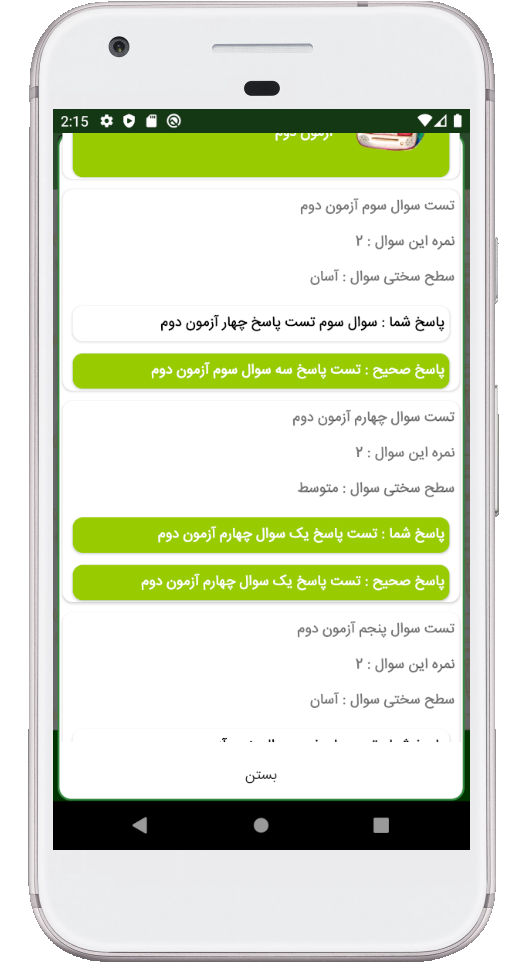 2:15
آزمون دوم
تست سوال سوم آزمون دوم
نمره این سوال : ۲
سطح سختی سوال : آسان
پاسخ شما : سوال سوم تست پاسخ چهار آزمون دوم
پاسخ صحیح : تست پاسخ سه سوال سوم آزمون دوم
تست سوال چهارم آزمون دوم
نمره این سوال : ۲
سطح سختی سوال : متوسط
پاسخ شما : تست پاسخ یک سوال چهارم آزمون دوم
پاسخ صحیح : تست پاسخ یک سوال چهارم آزمون دوم
تست سوال پنجم آزمون دوم
نمره این سوال : ۲
سطح سختی سوال : آسان
بستن